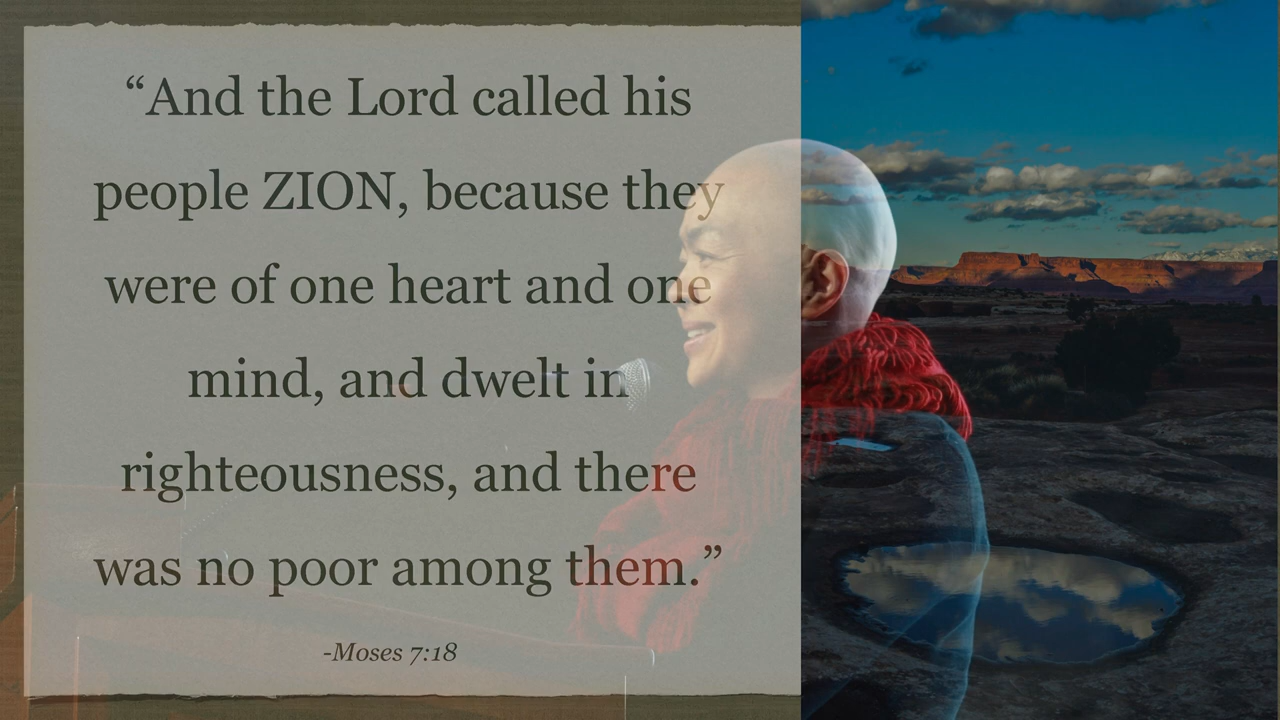 “And the Lord called his
people ZION, because they
were of one heart and one
mind, and dwelt in
righteousness, and there
was no poor among them.”
-Moses 7:18